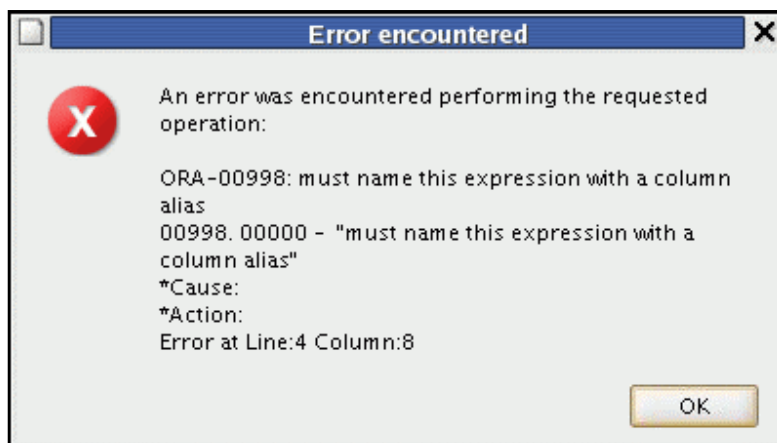 Error encountered
An error was encountered performing the requested
operation:
ORA-00998: must name this expression with a column
alias
00998. 00000 - "must name this expression with a
column alias"
*Cause:
*Action:
Error at Line:4 Column:8
OK